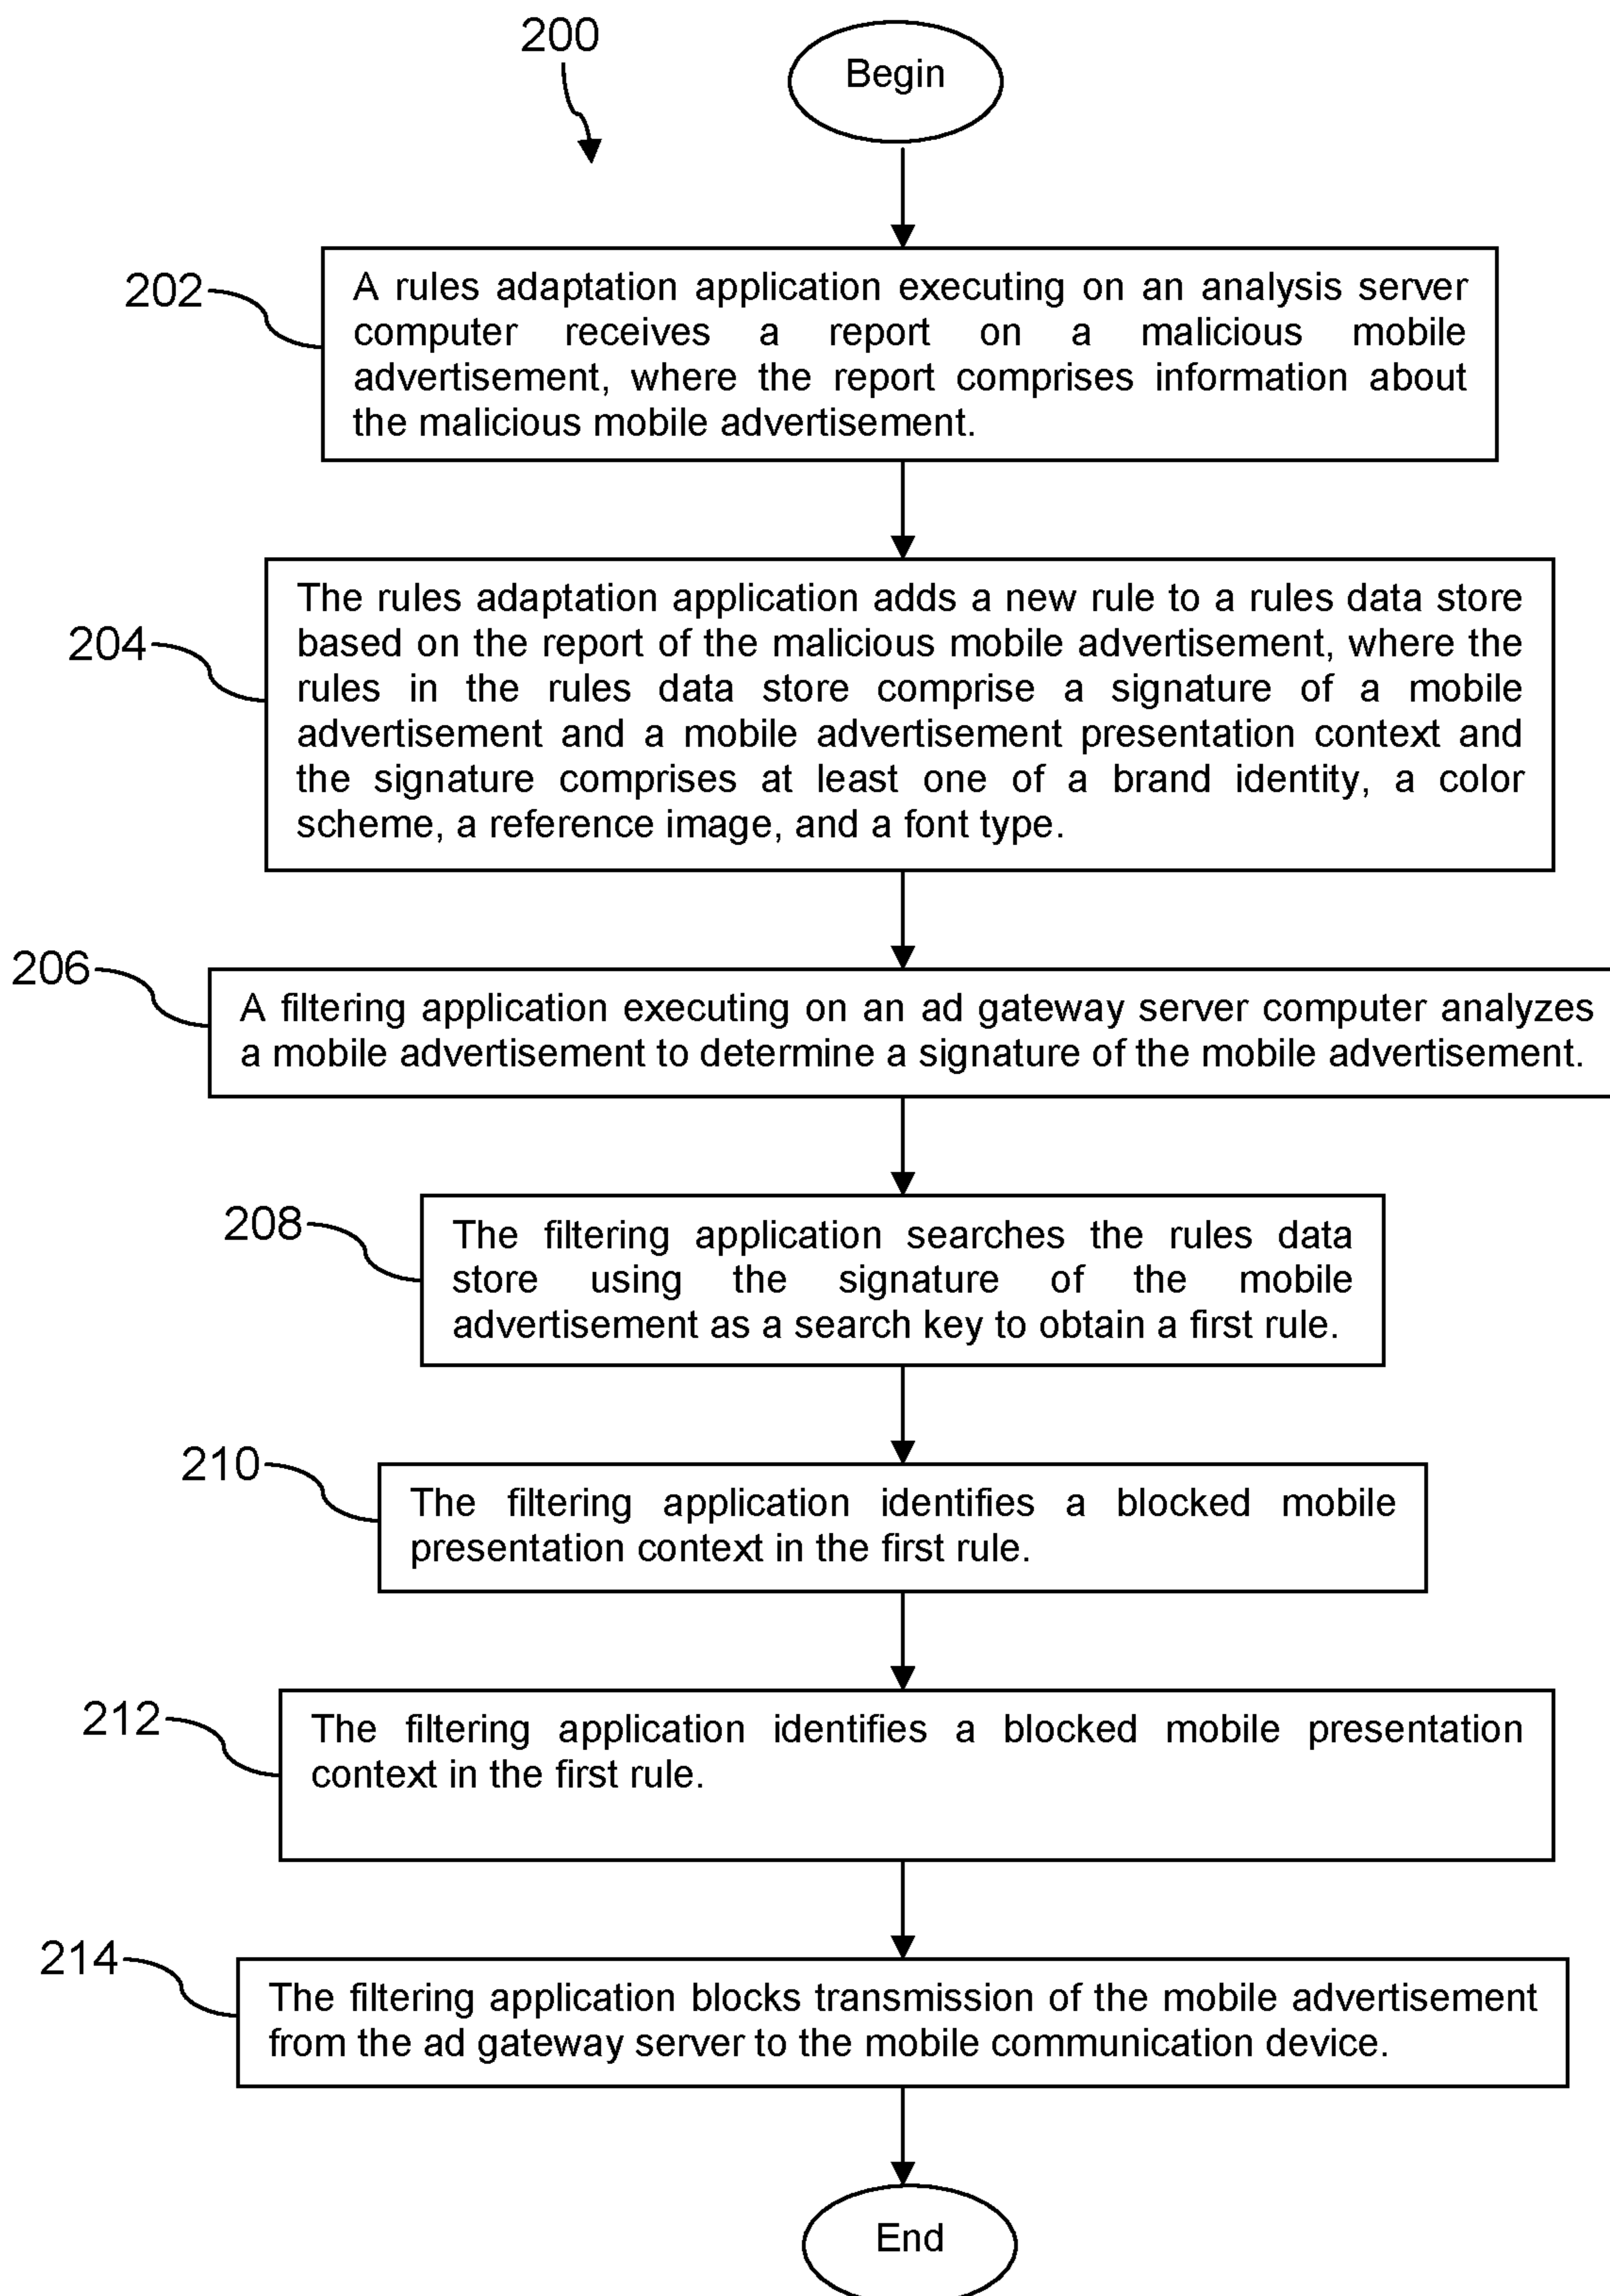 200
Begin
202
A rules adaptation application executing on an analysis server
computer receives a report on a malicious mobile
advertisement, where the report comprises information about
the malicious mobile advertisement.
204
The rules adaptation application adds a new rule to a rules data store
based on the report of the malicious mobile advertisement, where the
rules in the rules data store comprise a signature of a mobile
advertisement and a mobile advertisement presentation context and
the signature comprises at least one of a brand identity, a color
scheme, a reference image, and a font type.
206
A filtering application executing on an ad gateway server computer analyzes
a mobile advertisement to determine a signature of the mobile advertisement.
208
The filtering application searches the rules data
store using the signature of the mobile
advertisement as a search key to obtain a first rule.
210
The filtering application identifies a blocked mobile
presentation context in the first rule.
212
The filtering application identifies a blocked mobile presentation
context in the first rule.
214
The filtering application blocks transmission of the mobile advertisement
from the ad gateway server to the mobile communication device.
End